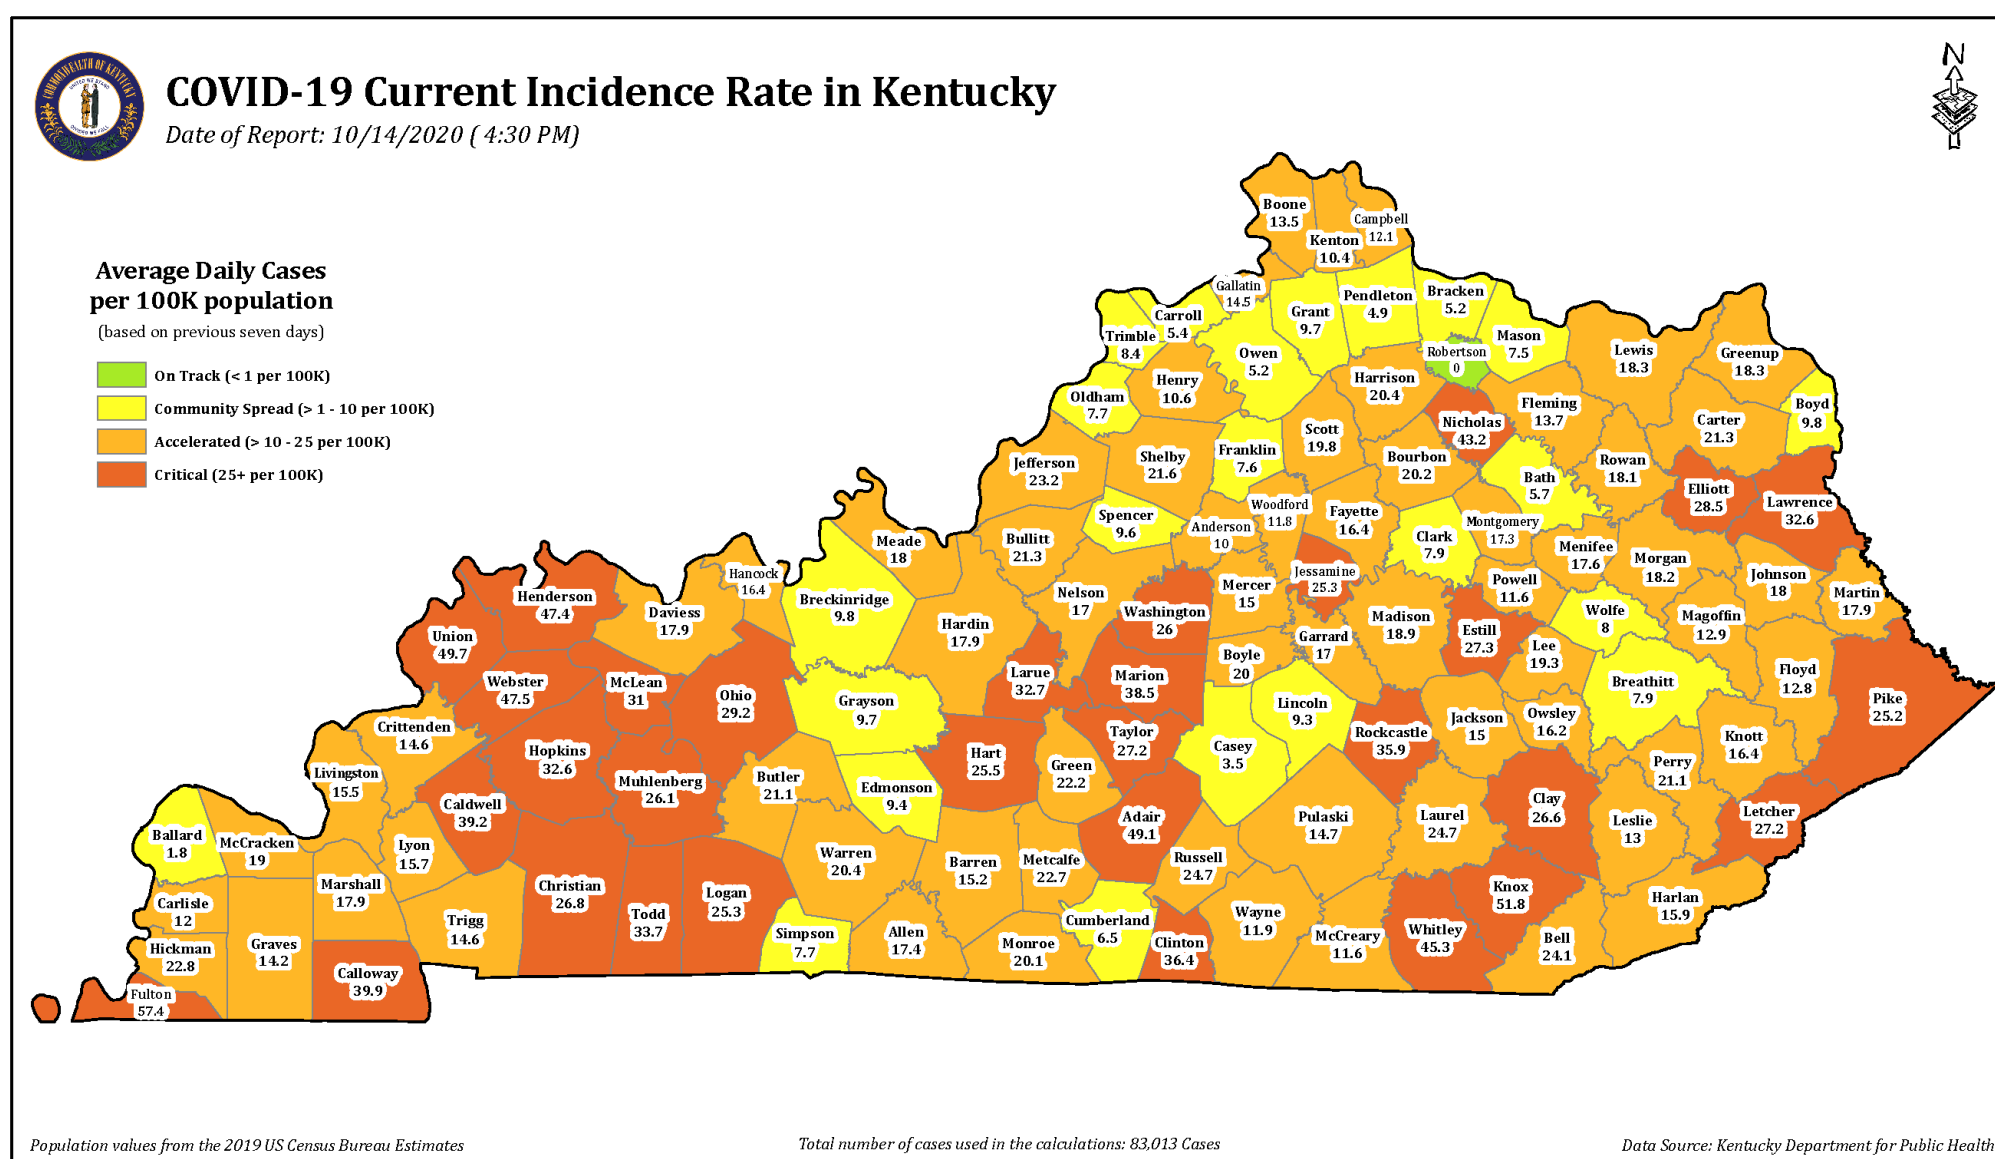 COVID-19 Current Incidence Rate in Kentucky
Date of Report: 10/14/2020 ( 4:30 PM)
N
COMMONWEALTH OF KENTUCKY
UNITED WE STAND
DIVIDED WE FALL
Average Daily Cases
per 100K population
(based on previous seven days)
On Track (< 1 per 100K)
Community Spread (> 1 - 10 per 100K)
Accelerated (> 10 - 25 per 100K)
Critical (25+ per 100K)
Boone
13.5
Kenton
10.4
Campbell
12.1
Gallatin
14.5
Grant
9.7
Pendleton
4.9
Bracken
5.2
Mason
7.5
Robertson
0
Carroll
5.4
Trimble
8.4
Owen
5.2
Henry
10.6
Oldham
7.7
Harrison
20.4
Nicholas
43.2
Fleming
13.7
Lewis
18.3
Greenup
18.3
Boyd
9.8
Carter
21.3
Rowan
18.1
Elliott
28.5
Lawrence
32.6
Jefferson
23.2
Shelby
21.6
Franklin
7.6
Scott
19.8
Bourbon
20.2
Bath
5.7
Spencer
9.6
Anderson
10
Woodford
11.8
Fayette
16.4
Clark
7.9
Montgomery
17.3
Menifee
17.6
Morgan
18.2
Johnson
18
Martin
17.9
Meade
18
Bullitt
21.3
Hancock
16.4
Breckinridge
9.8
Nelson
17
Washington
26
Mercer
15
Jessamine
25.3
Powell
11.6
Wolfe
8
Magoffin
12.9
Henderson
47.4
Daviess
17.9
Union
49.7
Hardin
17.9
Madison
18.9
Estill
27.3
Garrard
17
Lee
19.3
Boyle
20
Webster
47.5
McLean
31
Ohio
29.2
Grayson
9.7
Larue
32.7
Marion
38.5
Lincoln
9.3
Breathitt
7.9
Floyd
12.8
Pike
25.2
Crittenden
14.6
Hopkins
32.6
Muhlenberg
26.1
Butler
21.1
Edmonson
9.4
Hart
25.5
Green
22.2
Taylor
27.2
Casey
3.5
Rockcastle
35.9
Jackson
15
Owsley
16.2
Perry
21.1
Knott
16.4
Livingston
15.5
Caldwell
39.2
Lyon
15.7
Ballard
1.8
McCracken
19
Marshall
17.9
Carlisle
12
Hickman
22.8
Graves
14.2
Calloway
39.9
Fulton
57.4
Trigg
14.6
Christian
26.8
Todd
33.7
Logan
25.3
Simpson
7.7
Warren
20.4
Allen
17.4
Barren
15.2
Metcalfe
22.7
Monroe
20.1
Adair
49.1
Cumberland
6.5
Russell
24.7
Clinton
36.4
Pulaski
14.7
Wayne
11.9
McCreary
11.6
Laurel
24.7
Clay
26.6
Leslie
13
Letcher
27.2
Knox
51.8
Whitley
45.3
Bell
24.1
Harlan
15.9
Population values from the 2019 US Census Bureau Estimates
Total number of cases used in the calculations: 83,013 Cases
Data Source: Kentucky Department for Public Health